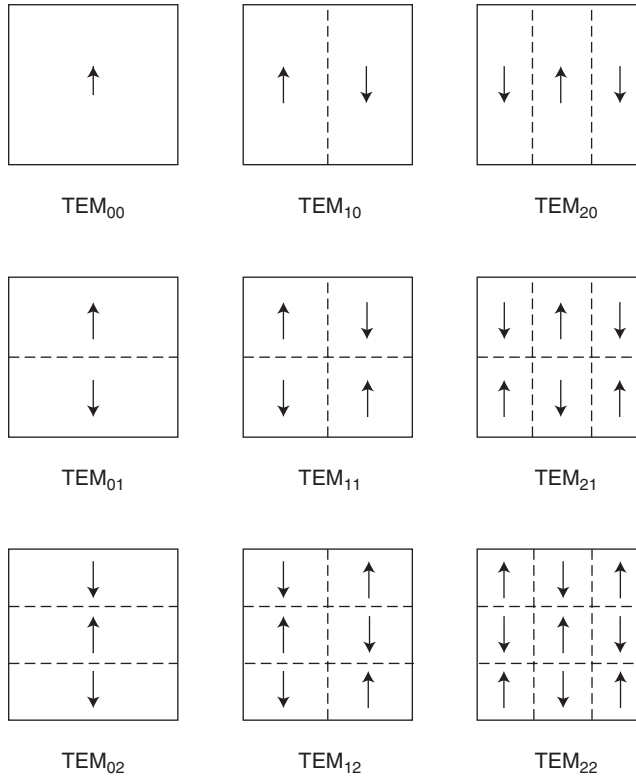 TEM₀₀ TEM₁₀ TEM₂₀
TEM₀₁ TEM₁₁ TEM₂₁
TEM₀₂ TEM₁₂ TEM₂₂